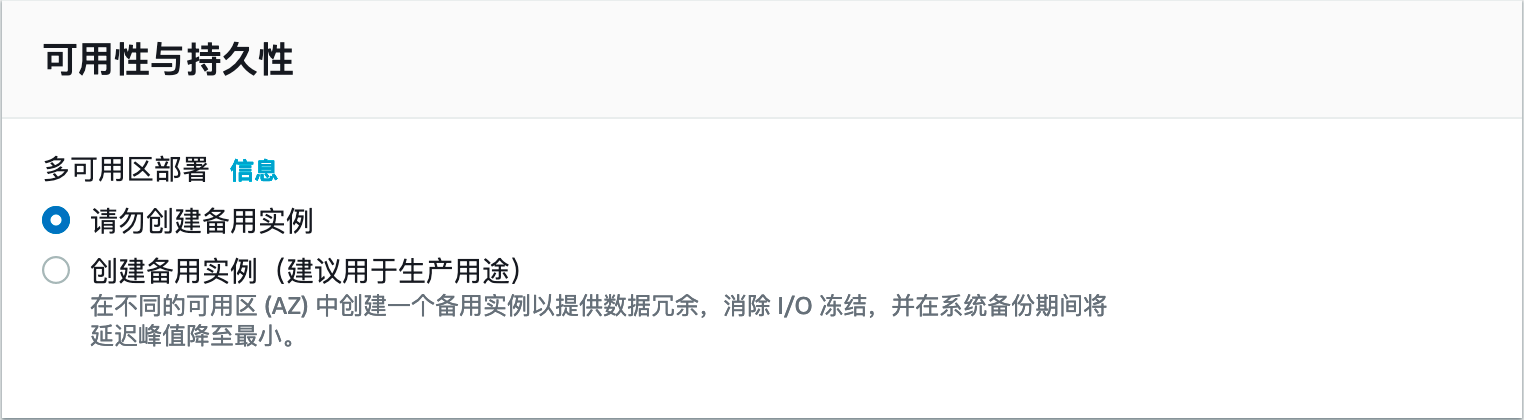 可用性与持久性
多可用区部署 信息
请勿创建备用实例
创建备用实例（建议用于生产用途）
在不同的可用区 (AZ) 中创建一个备用实例以提供数据冗余，消除 I/O 冻结，并在系统备份期间将
延迟峰值降至最小。